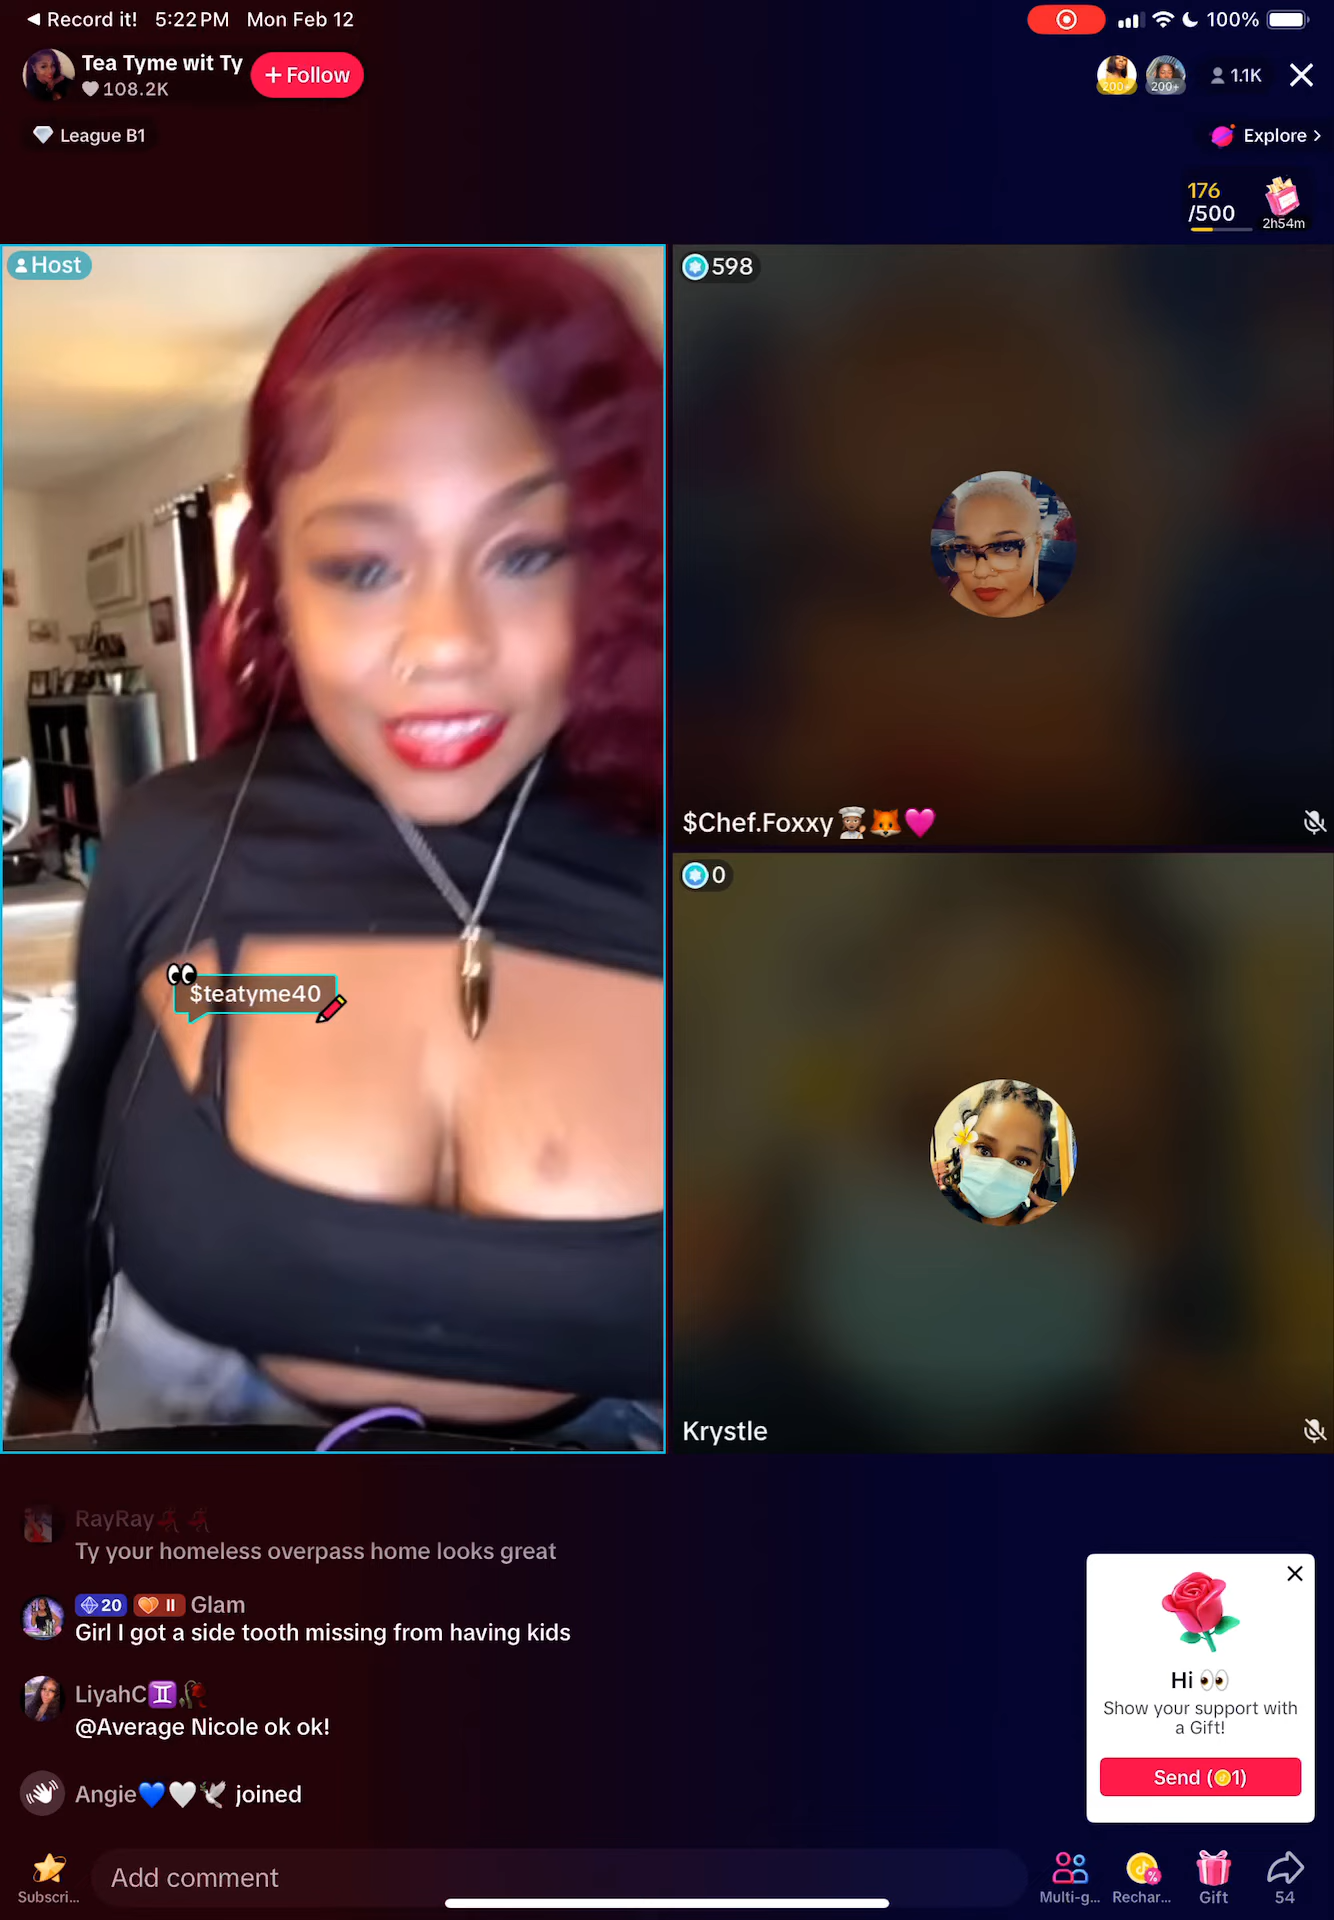 ◀ Record it! 5:22 PM Mon Feb 12 100%
Tea Tyme wit Ty
108.2K
+ Follow
200+
200+
1.1K
League B1
Explore >
176
/500
2h54m
Host
598
$Chef.Foxxy
$teatyme40
0
Krystle
RayRay
Ty your homeless overpass home looks great
20 II Glam
Girl I got a side tooth missing from having kids
LiyahC♊
@Average Nicole ok ok!
Angie💙🤍🕊 joined
Hi 👀
Show your support with
a Gift!
Send (1)
Add comment
Subscri...
Multi-g...
Rechar...
Gift
54